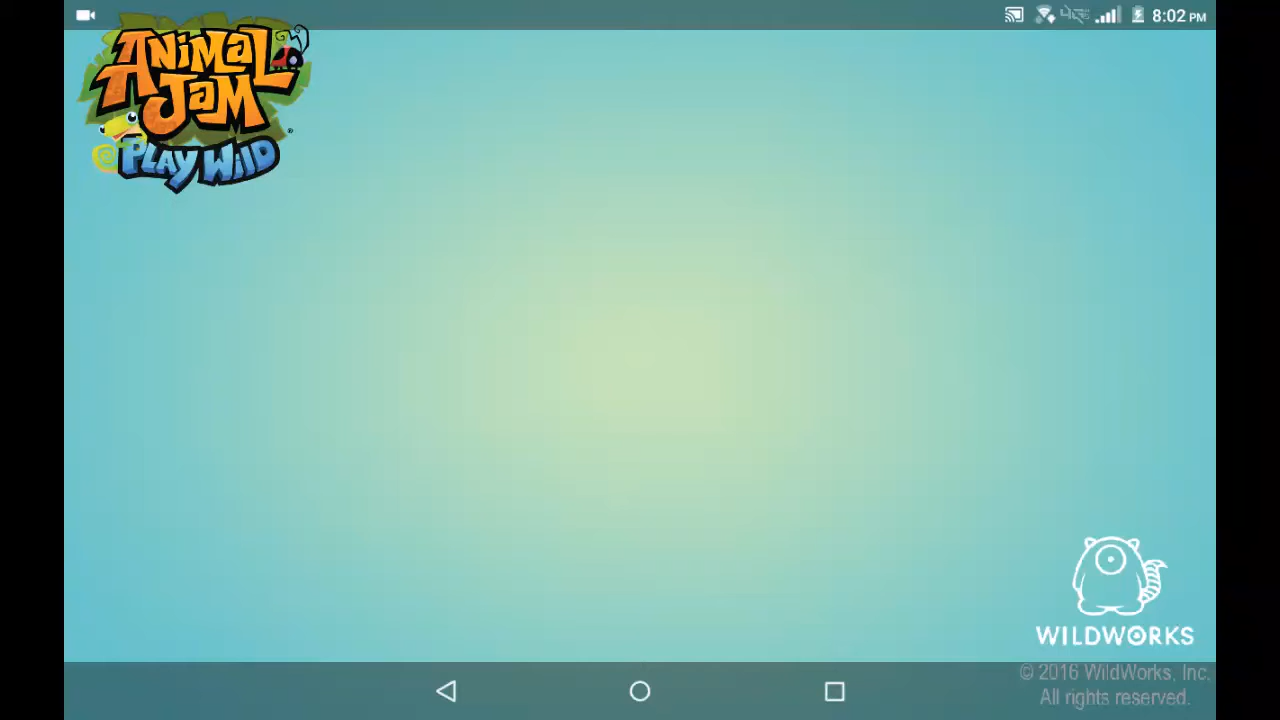 8:02 PM
ANIMAL
JAM
PLAY WILD
WILDWORKS
© 2016 WildWorks, Inc.
All rights reserved.